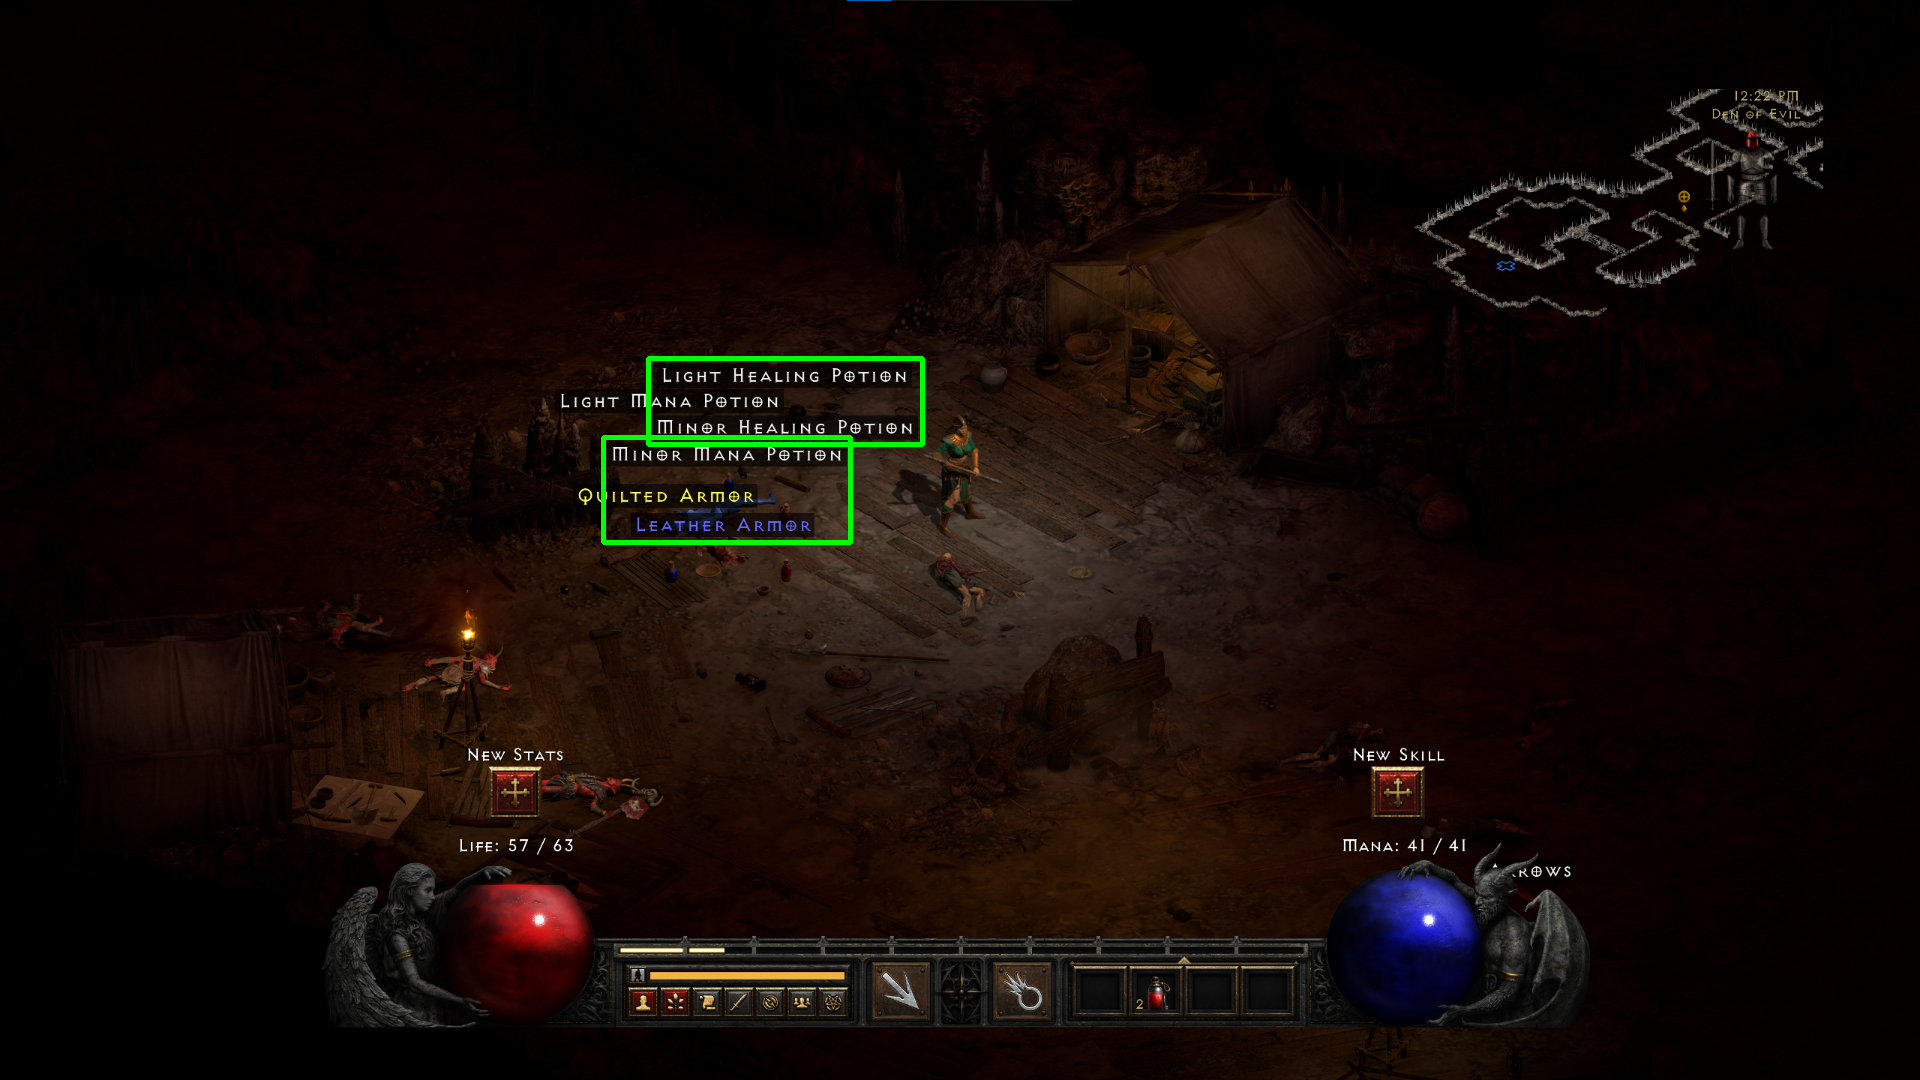 12:22 PM
Den of Evil
Light Healing Potion
Light Mana Potion
Minor Healing Potion
Minor Mana Potion
Quilted Armor
Leather Armor
New Stats
New Skill
Life: 57 / 63
Mana: 41 / 41
Arrows
2